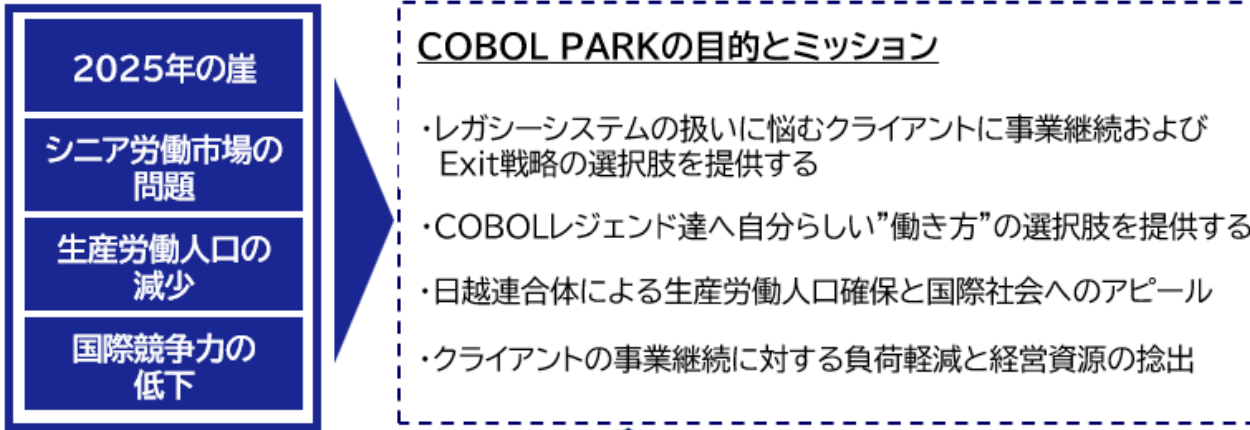 2025年の崖
シニア労働市場の
問題
生産労働人口の
減少
国際競争力の
低下
COBOL PARKの目的とミッション
・レガシーシステムの扱いに悩むクライアントに事業継続および
Exit戦略の選択肢を提供する
・COBOLレジェンド達へ自分らしい”働き方”の選択肢を提供する
・日越連合体による生産労働人口確保と国際社会へのアピール
・クライアントの事業継続に対する負荷軽減と経営資源の捻出